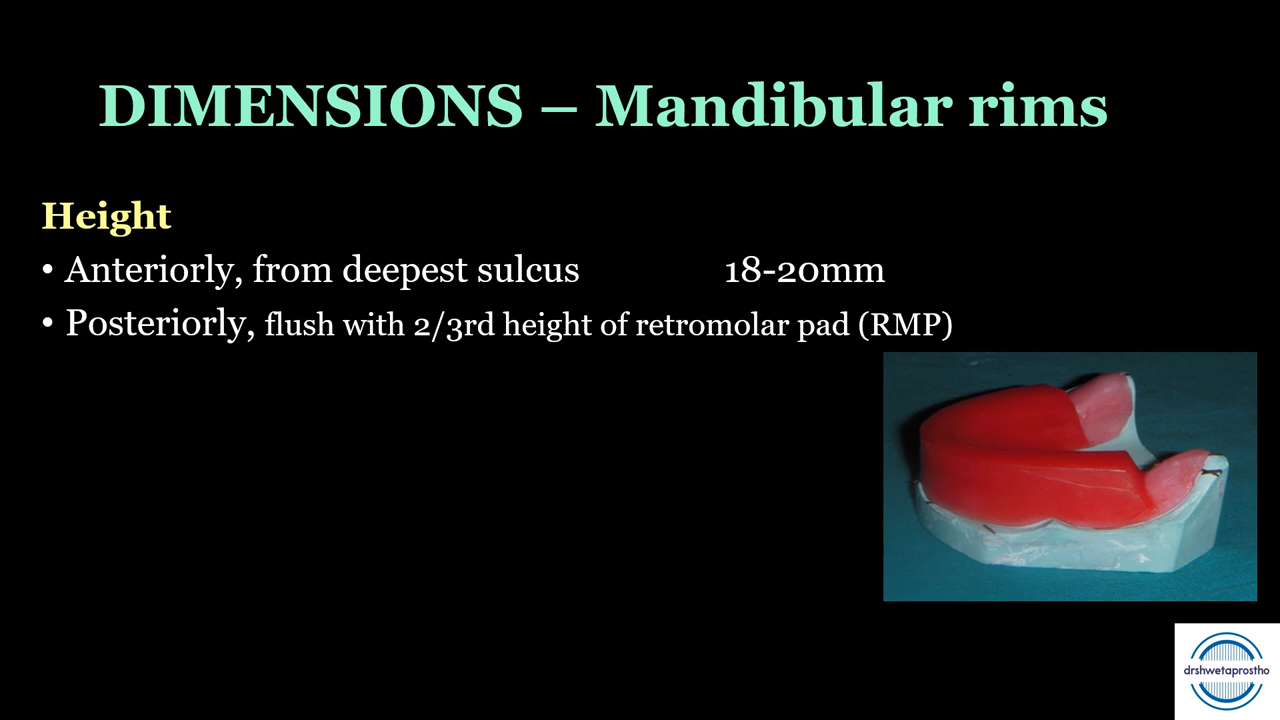 DIMENSIONS – Mandibular rims
Height
• Anteriorly, from deepest sulcus 18-20mm
• Posteriorly, flush with 2/3rd height of retromolar pad (RMP)
drshwetaprostho